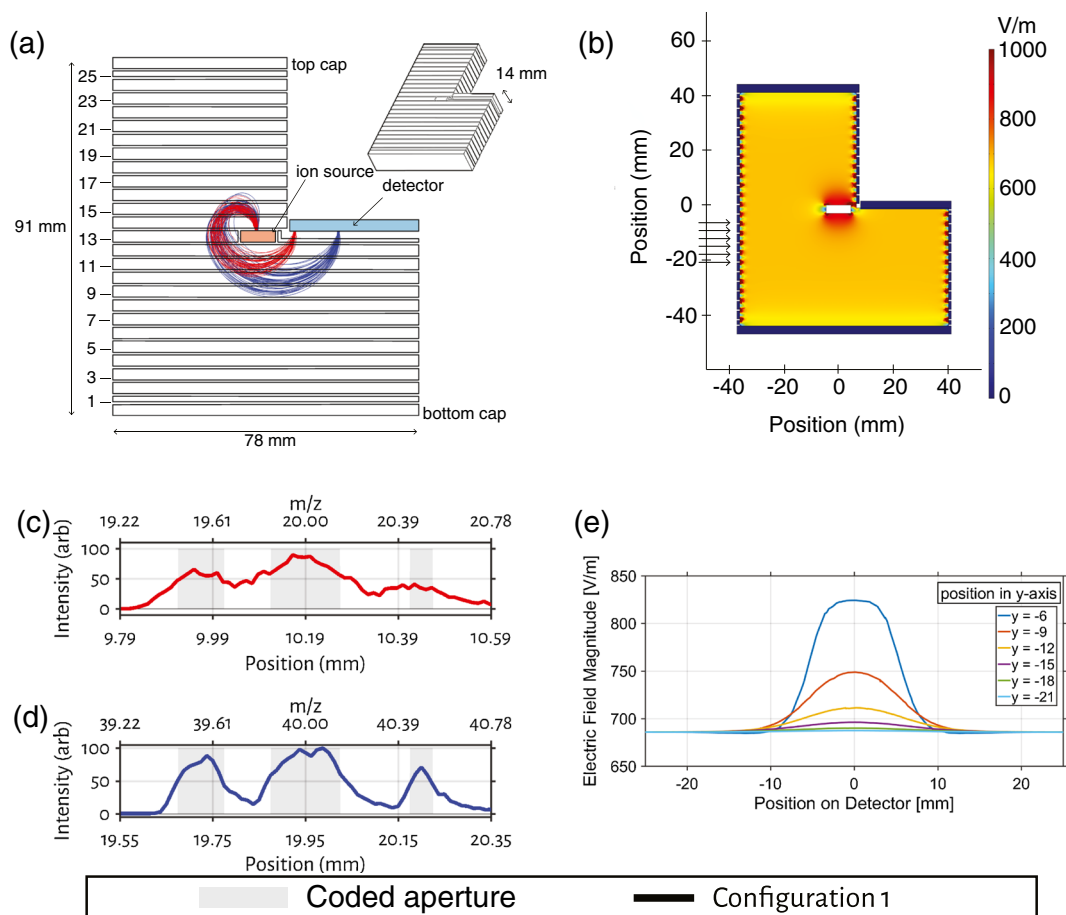 (a)
top cap
14 mm
ion source
detector
91 mm
25
23
21
19
17
15
13
11
9
7
5
3
1
bottom cap
78 mm
(b)
V/m
1000
800
600
400
200
0
60
40
20
0
-20
-40
Position (mm)
-40 -20 0 20 40
Position (mm)
(c)
m/z
19.22 19.61 20.00 20.39 20.78
Intensity (arb)
100
50
0
9.79 9.99 10.19 10.39 10.59
Position (mm)
(d)
m/z
39.22 39.61 40.00 40.39 40.78
Intensity (arb)
100
50
0
19.55 19.75 19.95 20.15 20.35
Position (mm)
(e)
Electric Field Magnitude [V/m]
850
800
750
700
650
position in y-axis
y = -6
y = -9
y = -12
y = -15
y = -18
y = -21
-20 -10 0 10 20
Position on Detector [mm]
Coded aperture Configuration 1